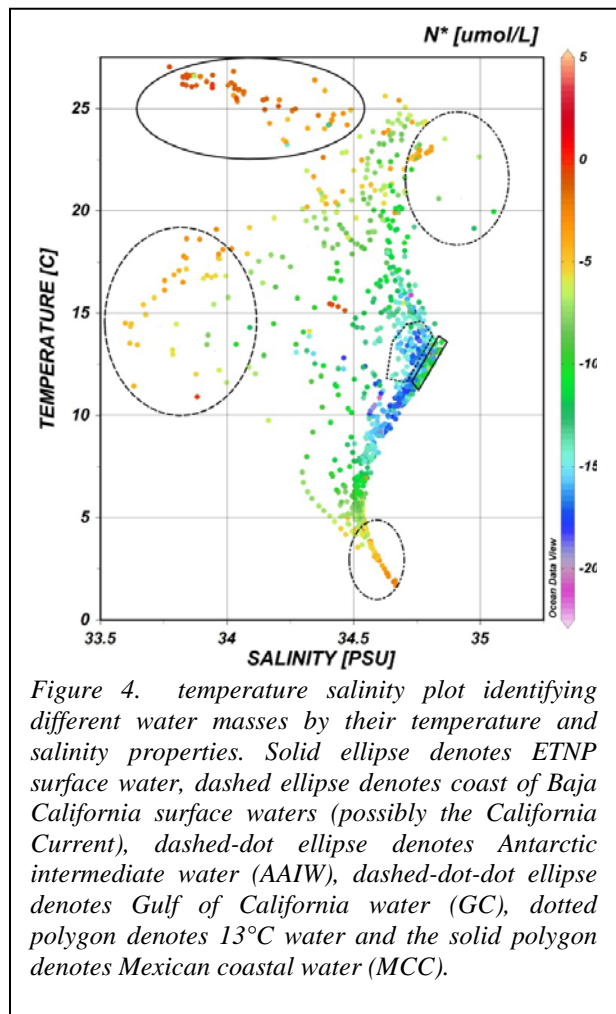 N* [umol/L]
TEMPERATURE [C]
25
20
15
10
5
0
33.5
34
34.5
35
SALINITY [PSU]
5
0
-5
-10
-15
-20
Ocean Data View
Figure 4. temperature salinity plot identifying
different water masses by their temperature and
salinity properties. Solid ellipse denotes ETNP
surface water, dashed ellipse denotes coast of Baja
California surface waters (possibly the California
Current), dashed-dot ellipse denotes Antarctic
intermediate water (AAIW), dashed-dot-dot ellipse
denotes Gulf of California water (GC), dotted
polygon denotes 13°C water and the solid polygon
denotes Mexican coastal water (MCC).